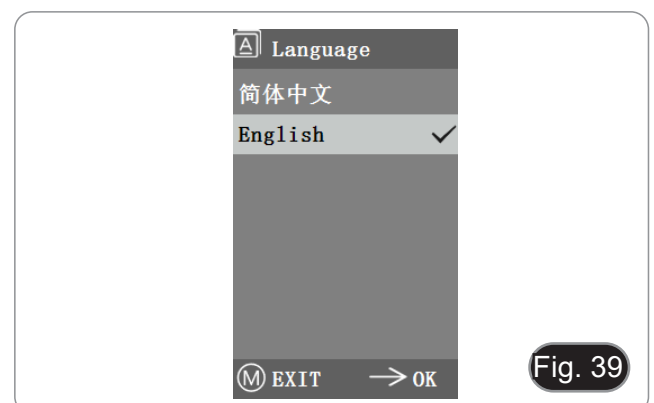 A Language
简体中文
English
M EXIT → OK
Fig. 39